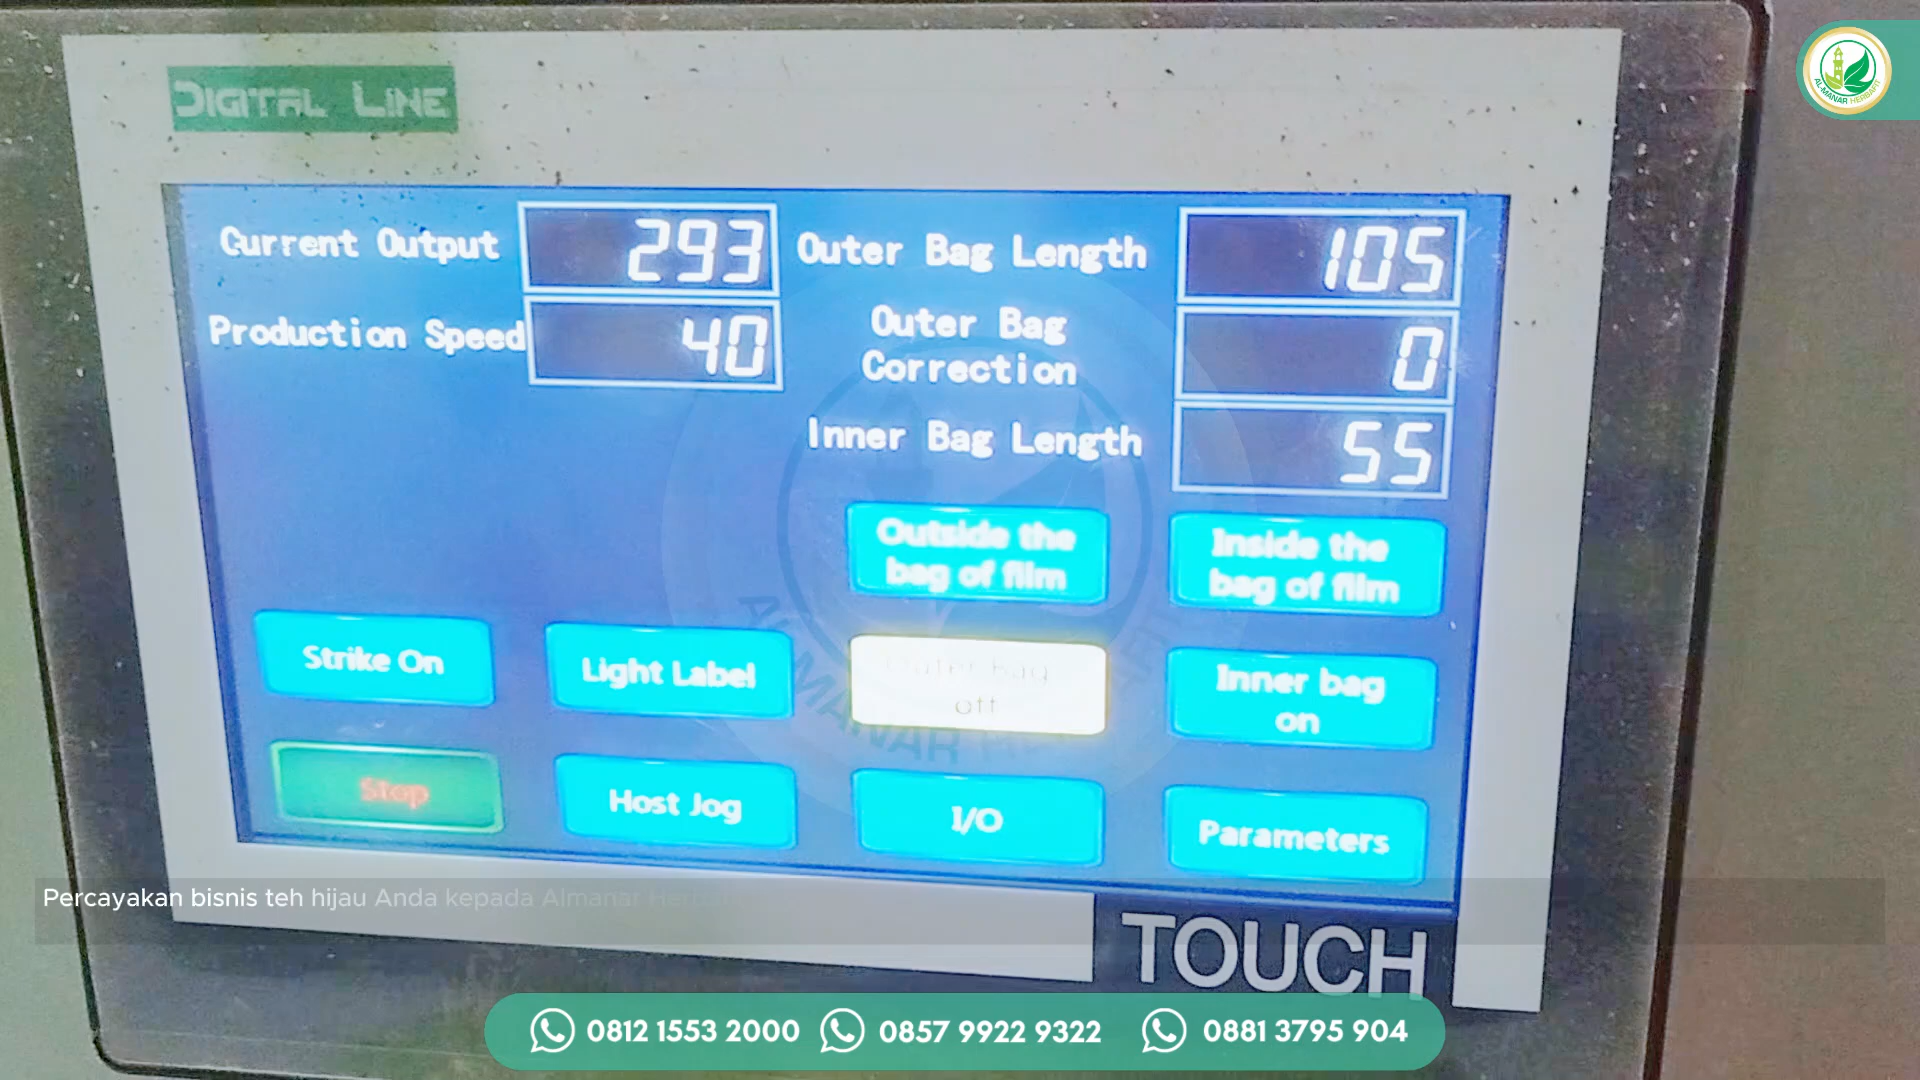 DIGITAL LINE
AL-MANAR HERBAFIT
Current Output 293
Outer Bag Length 105
Production Speed 40
Outer Bag
Correction 0
Inner Bag Length 55
Outside the
bag of film
Inside the
bag of film
Strike On
Light Label
Outer Bag
off
Inner bag
on
Stop
Host Jog
I/O
Parameters
Percayakan bisnis teh hijau Anda kepada Almanar
TOUCH
0812 1553 2000
0857 9922 9322
0881 3795 904